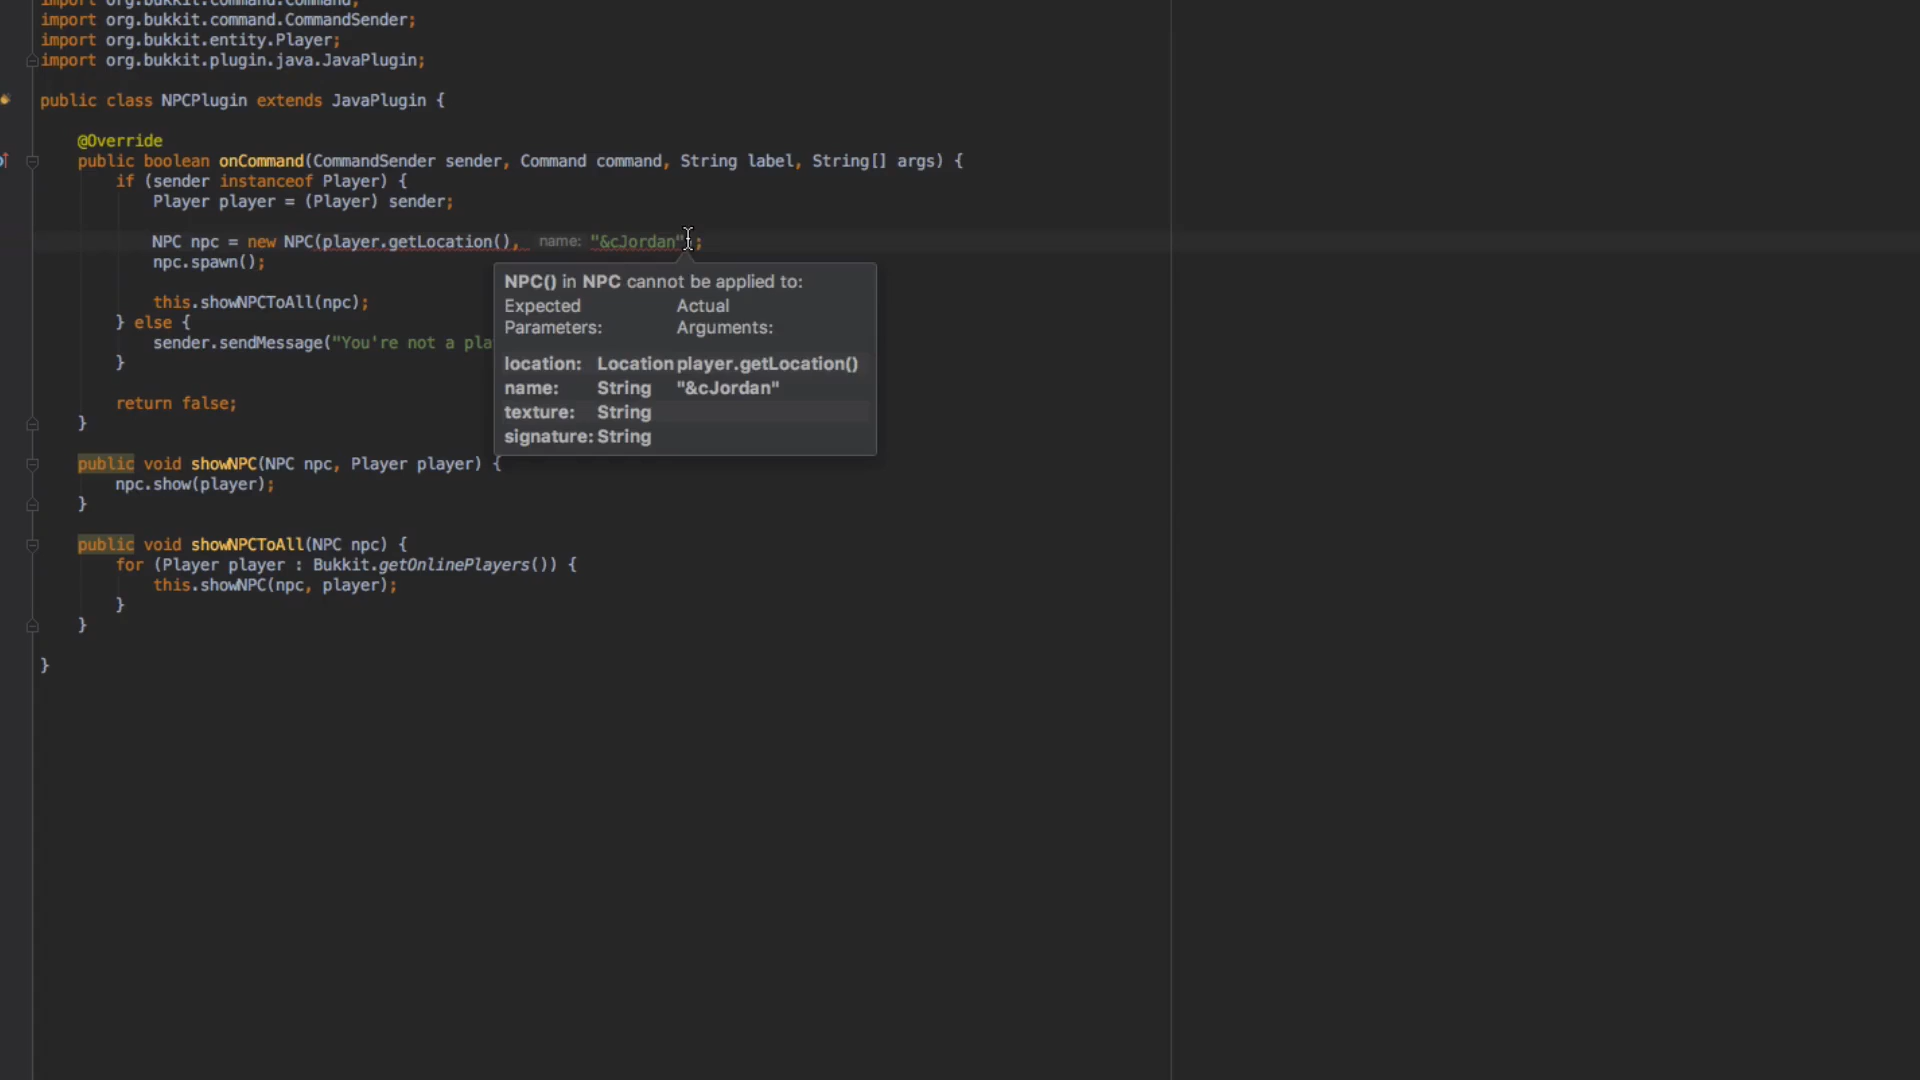 import org.bukkit.command.Command;
import org.bukkit.command.CommandSender;
import org.bukkit.entity.Player;
import org.bukkit.plugin.java.JavaPlugin;
public class NPCPlugin extends JavaPlugin {
@Override
public boolean onCommand(CommandSender sender, Command command, String label, String[] args) {
if (sender instanceof Player) {
Player player = (Player) sender;
NPC npc = new NPC(player.getLocation(), name: "&cJordan");
npc.spawn();
this.showNPCToAll(npc);
} else {
sender.sendMessage("You're not a pla
}
return false;
}
NPC() in NPC cannot be applied to:
Expected Actual
Parameters: Arguments:
location: Location player.getLocation()
name: String "&cJordan"
texture: String
signature: String
public void showNPC(NPC npc, Player player) {
npc.show(player);
}
public void showNPCToAll(NPC npc) {
for (Player player : Bukkit.getOnlinePlayers()) {
this.showNPC(npc, player);
}
}
}